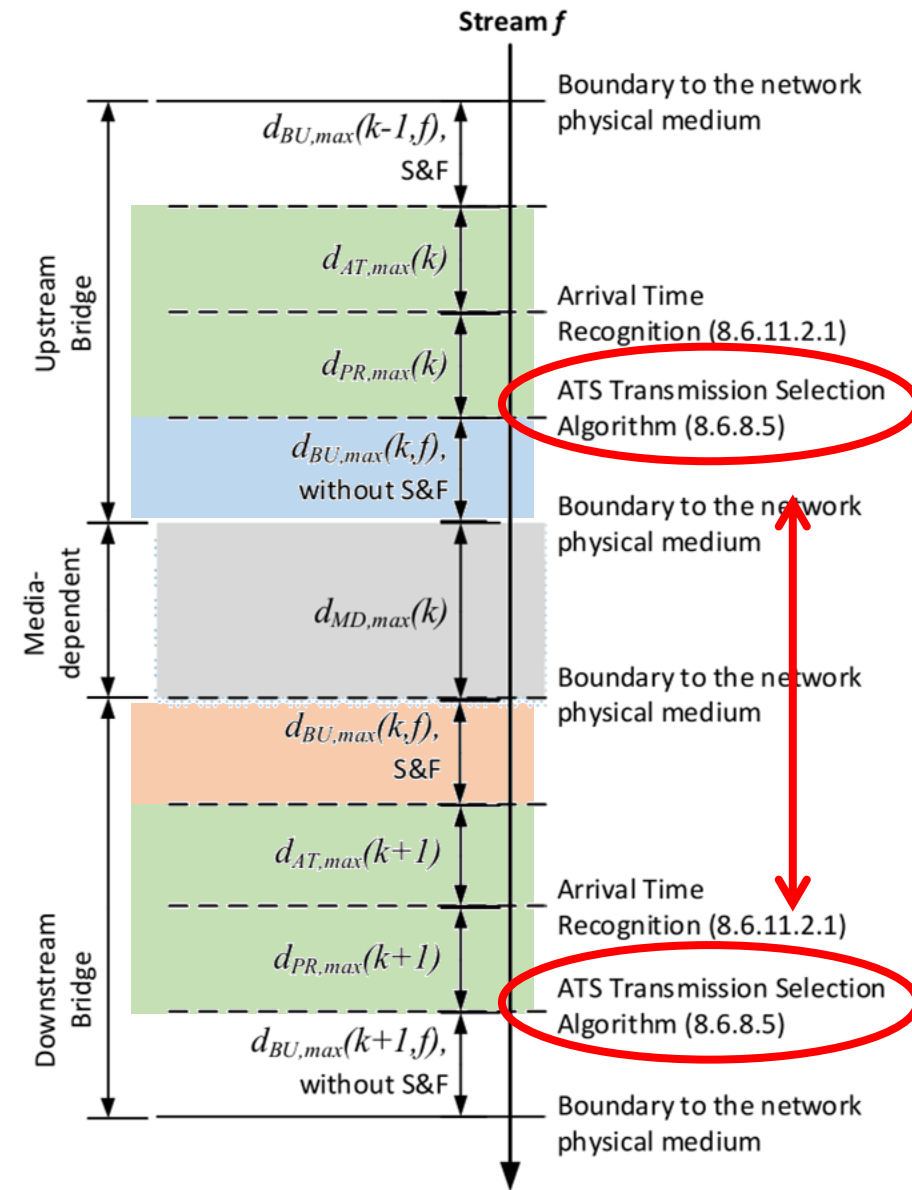 Stream f
Boundary to the network
physical medium
d_BU,max(k-1,f),
S&F
d_AT,max(k)
Arrival Time
Recognition (8.6.11.2.1)
d_PR,max(k)
ATS Transmission Selection
Algorithm (8.6.8.5)
Upstream
Bridge
d_BU,max(k,f),
without S&F
Boundary to the network
physical medium
Media-
dependent
d_MD,max(k)
Boundary to the network
physical medium
d_BU,max(k,f),
S&F
d_AT,max(k+1)
Arrival Time
Recognition (8.6.11.2.1)
d_PR,max(k+1)
ATS Transmission Selection
Algorithm (8.6.8.5)
Downstream
Bridge
d_BU,max(k+1,f),
without S&F
Boundary to the network
physical medium